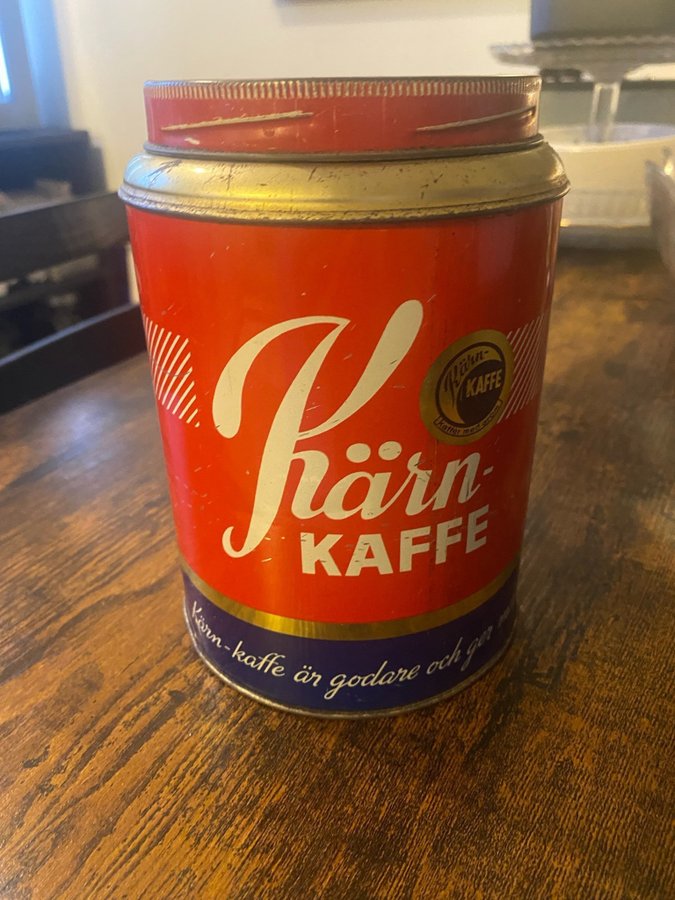 Kärn-
KAFFE
Kärn-
KAFFE
Kärn-kaffe är godare och ger